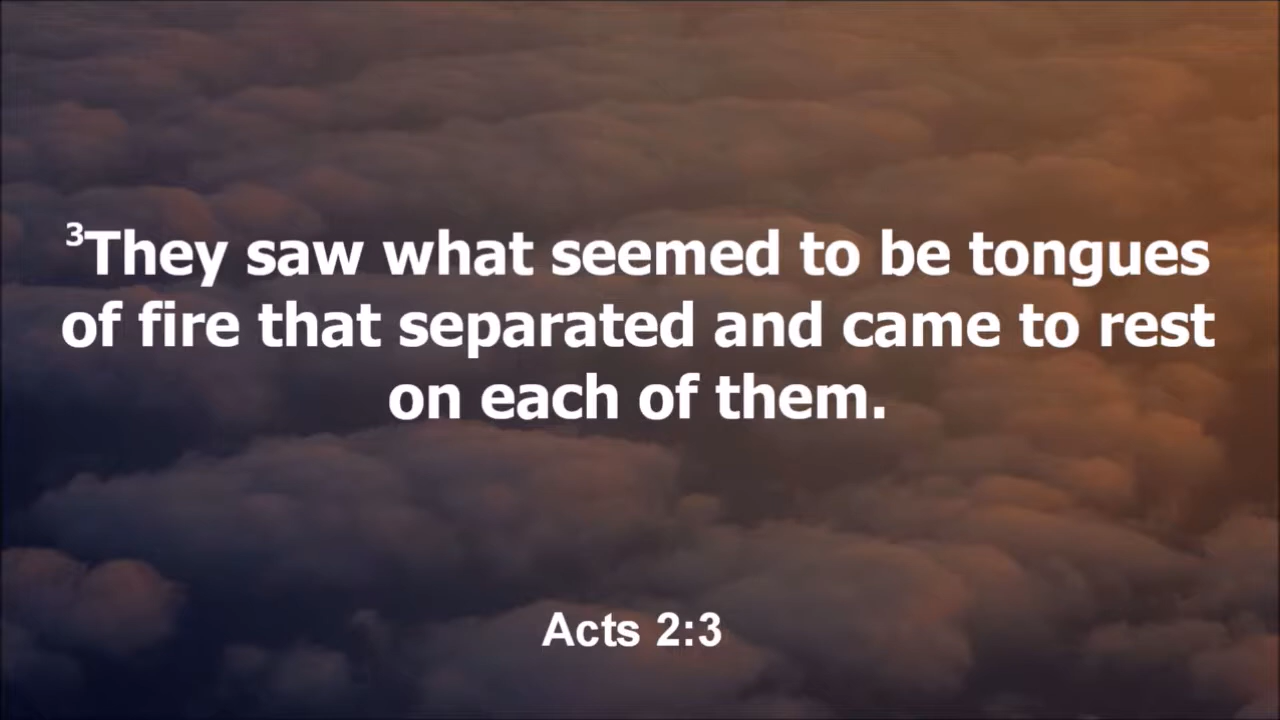 ³They saw what seemed to be tongues
of fire that separated and came to rest
on each of them.
Acts 2:3